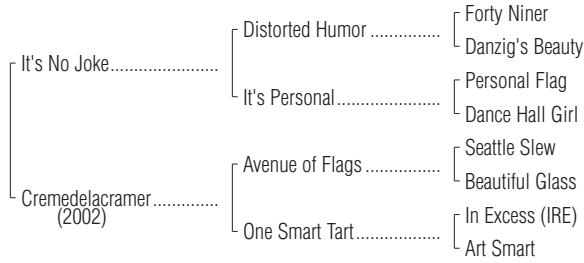 Forty Niner
Distorted Humor ................
Danzig's Beauty
It's No Joke.......................
Personal Flag
It's Personal......................
Dance Hall Girl
Seattle Slew
Avenue of Flags ................
Beautiful Glass
Cremedelacramer..............
(2002)
In Excess (IRE)
One Smart Tart..................
Art Smart